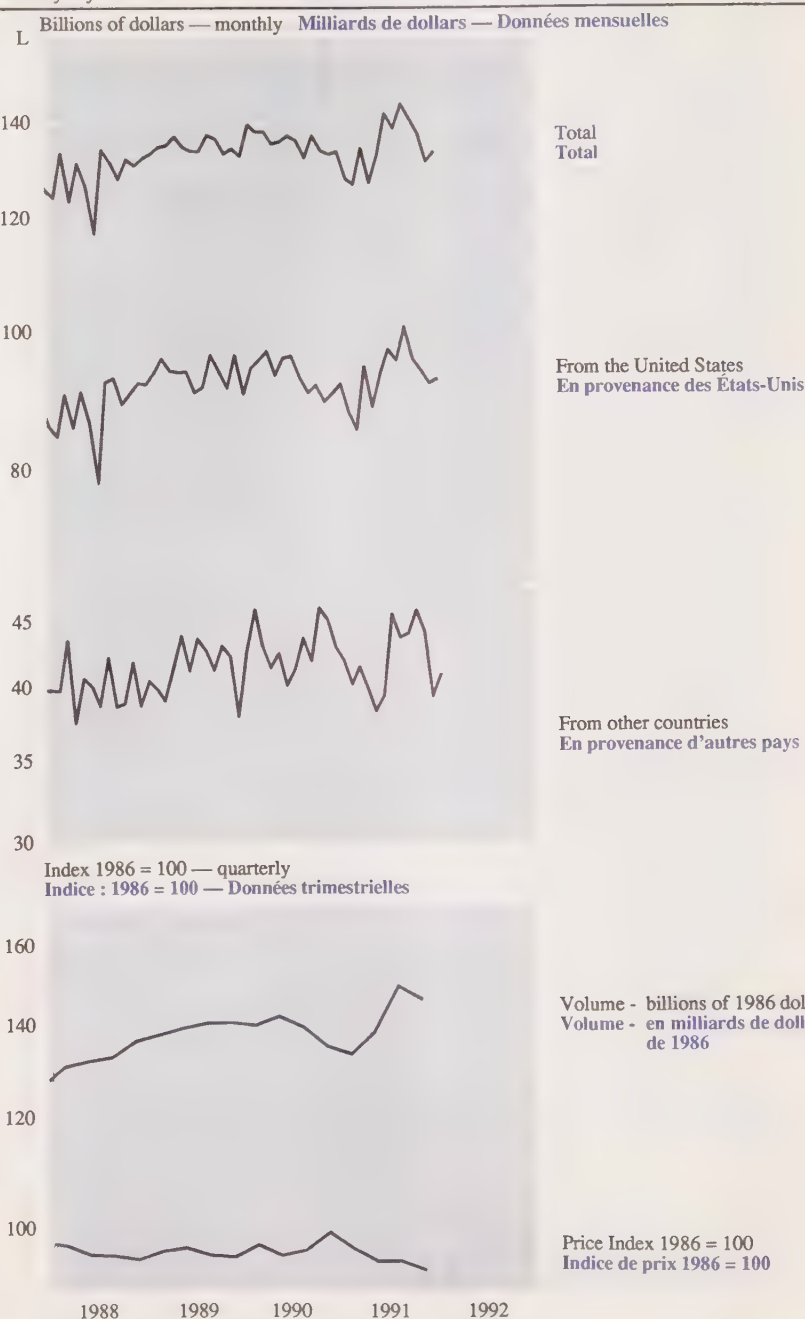 Billions of dollars — monthly Milliards de dollars — Données mensuelles
L
140
Total
Total
120
100
From the United States
En provenance des États-Unis
80
45
40
From other countries
En provenance d'autres pays
35
30
Index 1986 = 100 — quarterly
Indice : 1986 = 100 — Données trimestrielles
160
Volume - billions of 1986 dol
Volume - en milliards de doll
de 1986
140
120
100
Price Index 1986 = 100
Indice de prix 1986 = 100
1988 1989 1990 1991 1992